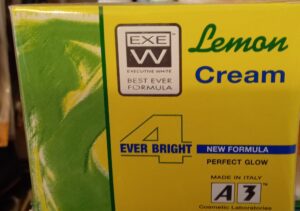 EXE
W
EXECUTIVE WHITE
BEST EVER
FORMULA
Lemon
Cream
4
EVER BRIGHT
NEW FORMULA
PERFECT GLOW
MADE IN ITALY
A3™
Cosmetic Laboratories